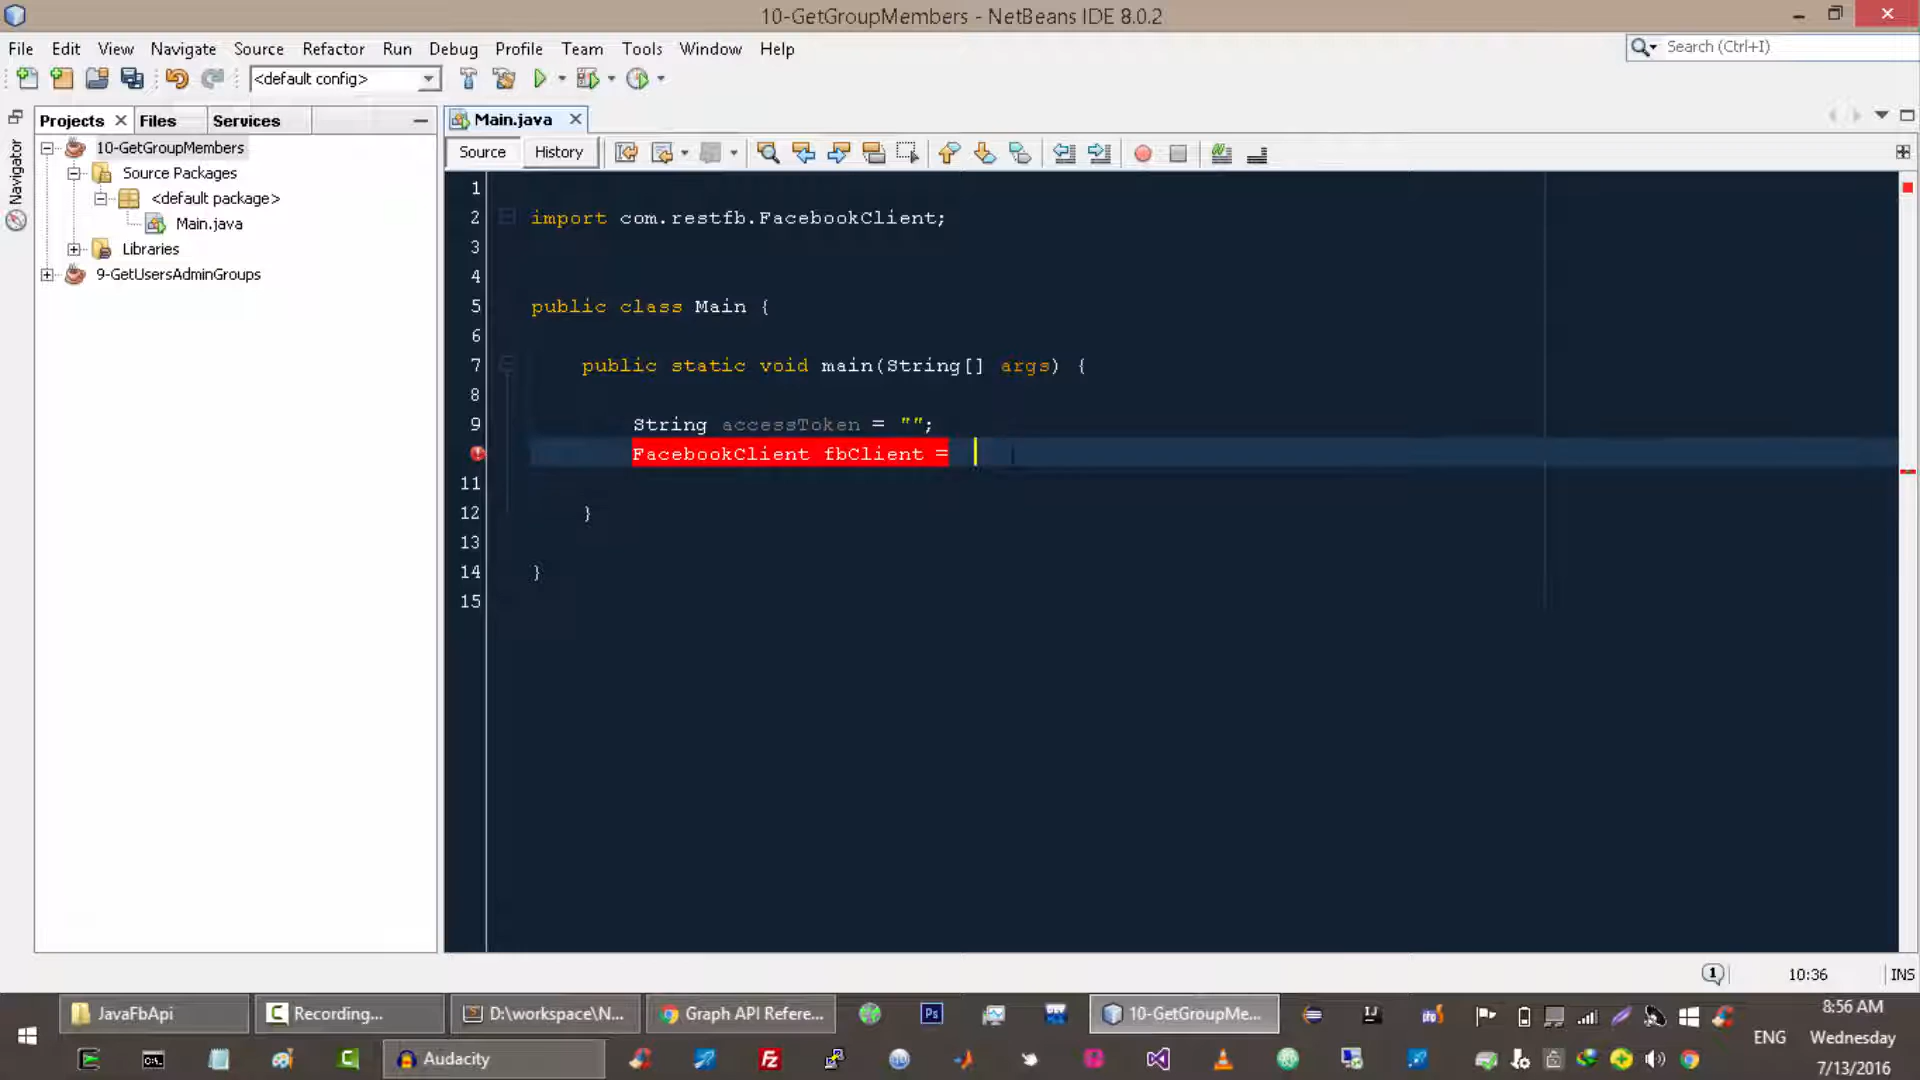 10-GetGroupMembers - NetBeans IDE 8.0.2
File Edit View Navigate Source Refactor Run Debug Profile Team Tools Window Help
Search (Ctrl+I)
<default config>
Projects Files Services
Main.java
Navigator
10-GetGroupMembers
Source Packages
<default package>
Main.java
Libraries
9-GetUsersAdminGroups
Source History
1
2 import com.restfb.FacebookClient;
3
4
5 public class Main {
6
7 public static void main(String[] args) {
8
9 String accessToken = "";
FacebookClient fbClient =
11
12 }
13
14 }
15
1
10:36 INS
JavaFbApi
Recording...
D:\workspace\N...
Graph API Refere...
Ps
10-GetGroupMe...
IJ
8:56 AM
ENG
Wednesday
7/13/2016
Audacity
Fz